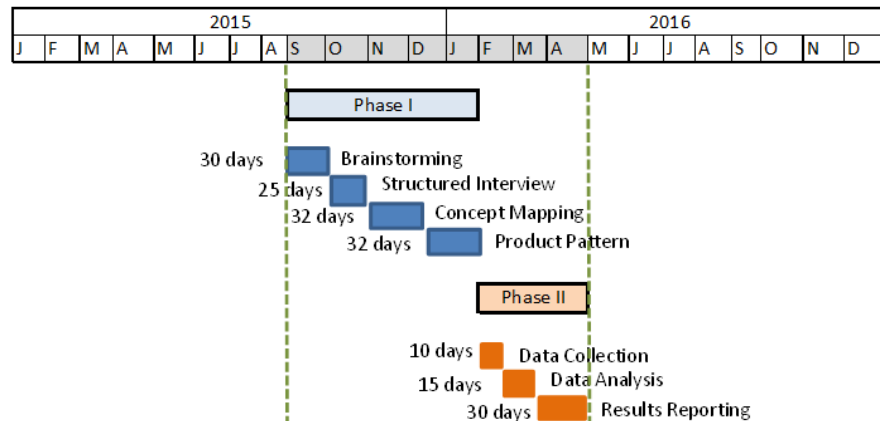 2015 2016
J F M A M J J A S O N D J F M A M J J A S O N D
Phase I
30 days Brainstorming
25 days Structured Interview
32 days Concept Mapping
32 days Product Pattern
Phase II
10 days Data Collection
15 days Data Analysis
30 days Results Reporting